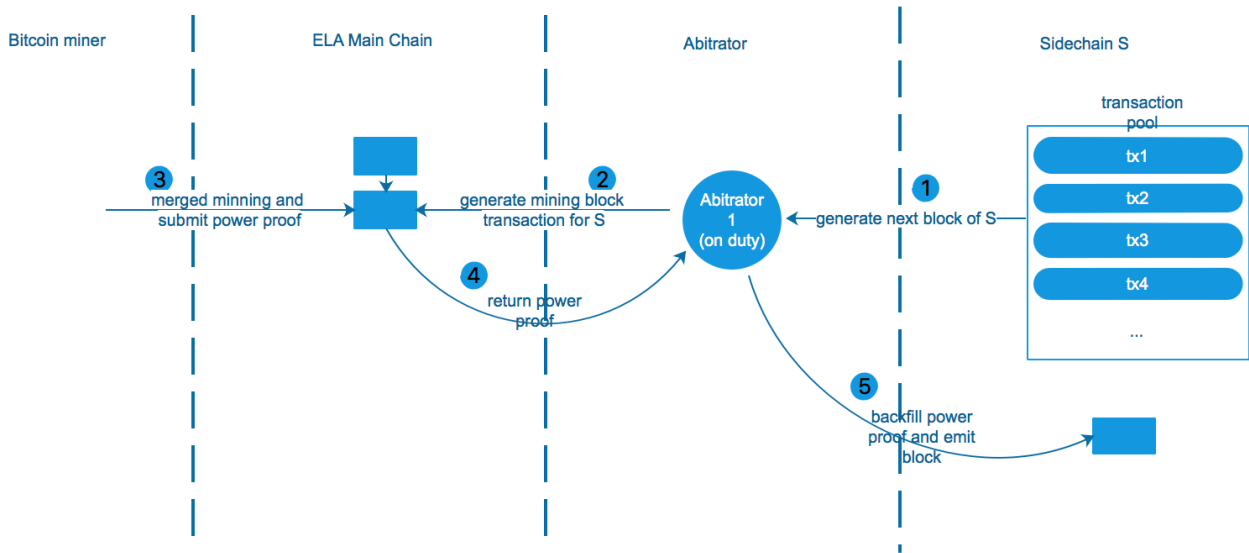 Bitcoin miner
ELA Main Chain
Abitrator
Sidechain S
transaction
pool
tx1
tx2
tx3
tx4
...
1
generate next block of S
Abitrator
1
(on duty)
2
generate mining block
transaction for S
3
merged minning and
submit power proof
4
return power
proof
5
backfill power
proof and emit
block